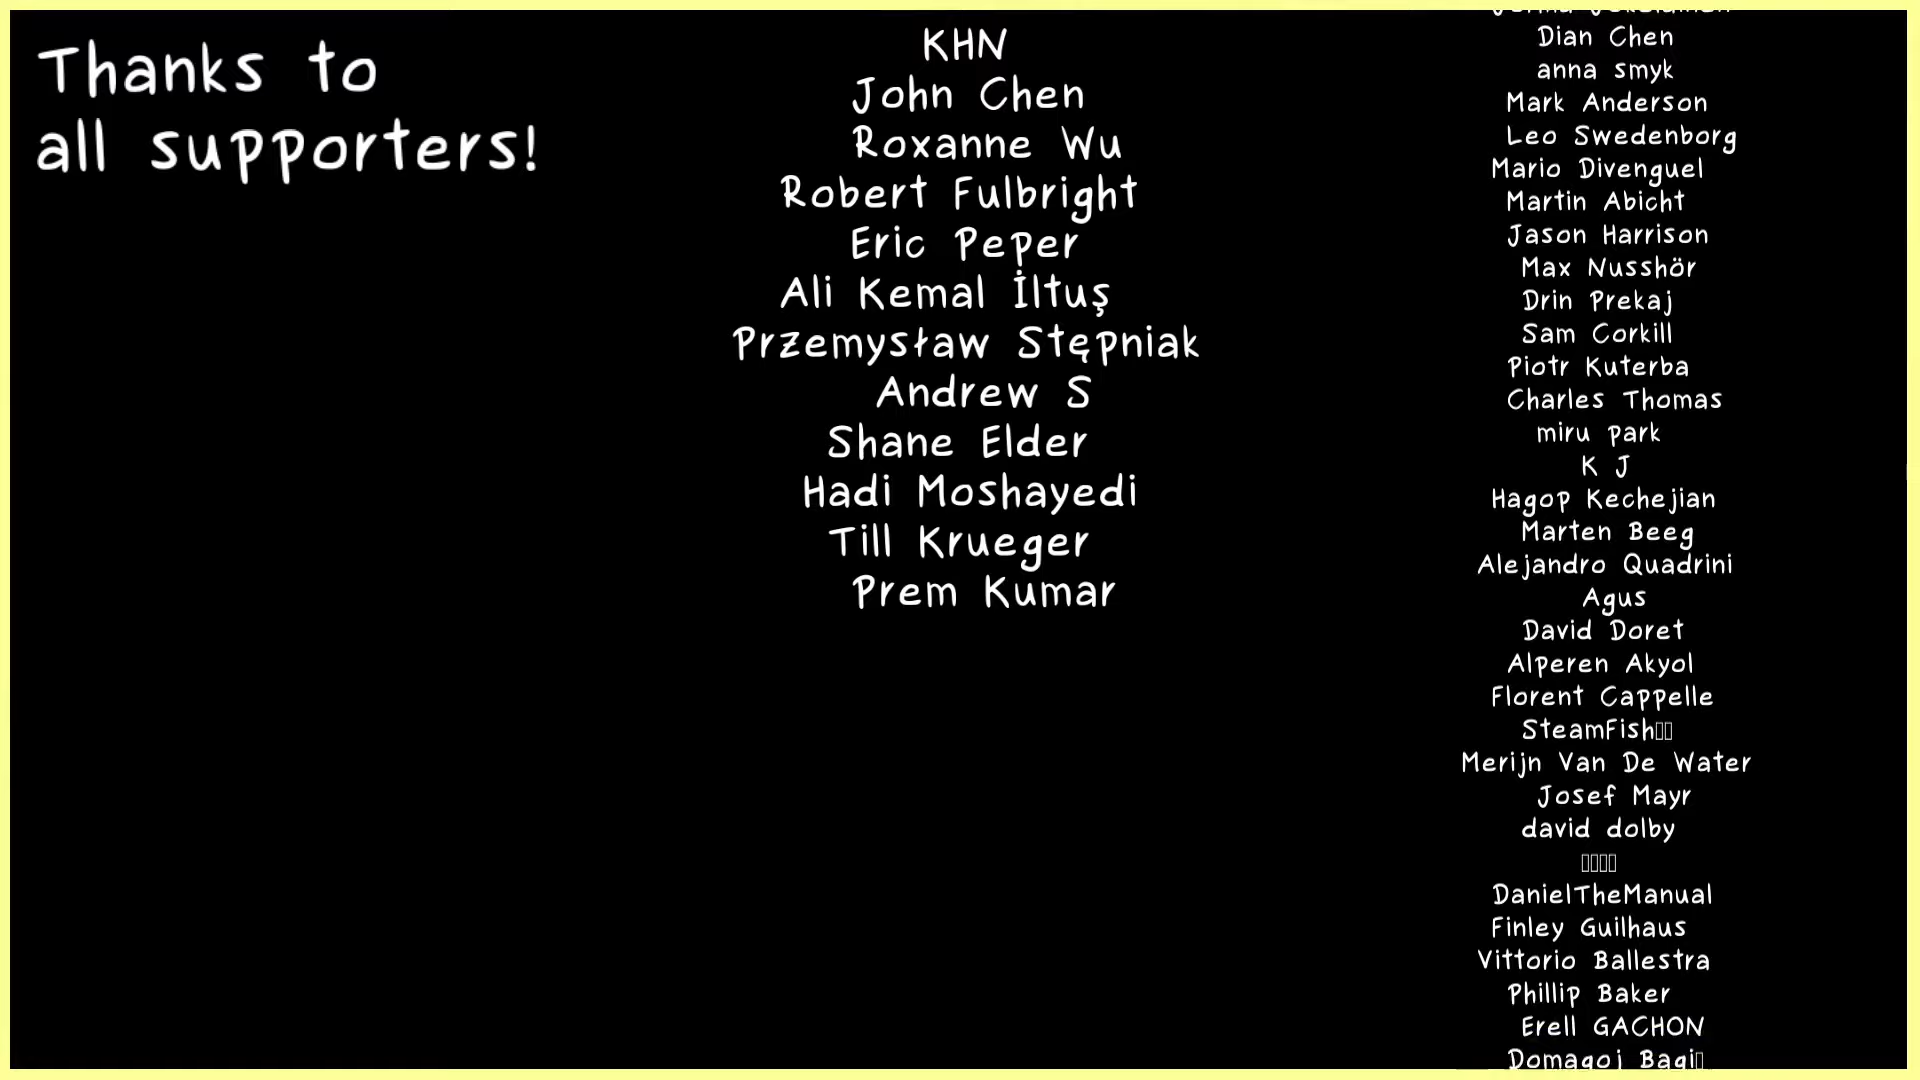 Thanks to
all supporters!
KHN
John Chen
Roxanne Wu
Robert Fulbright
Eric Peper
Ali Kemal İltuş
Przemysław Stępniak
Andrew S
Shane Elder
Hadi Moshayedi
Till Krueger
Prem Kumar
Dian Chen
anna smyk
Mark Anderson
Leo Swedenborg
Mario Divenguel
Martin Abicht
Jason Harrison
Max Nusshör
Drin Prekaj
Sam Corkill
Piotr Kuterba
Charles Thomas
miru park
K J
Hagop Kechejian
Marten Beeg
Alejandro Quadrini
Agus
David Doret
Alperen Akyol
Florent Cappelle
SteamFish
Merijn Van De Water
Josef Mayr
david dolby
DanielTheManual
Finley Guilhaus
Vittorio Ballestra
Phillip Baker
Erell GACHON
Domagoj